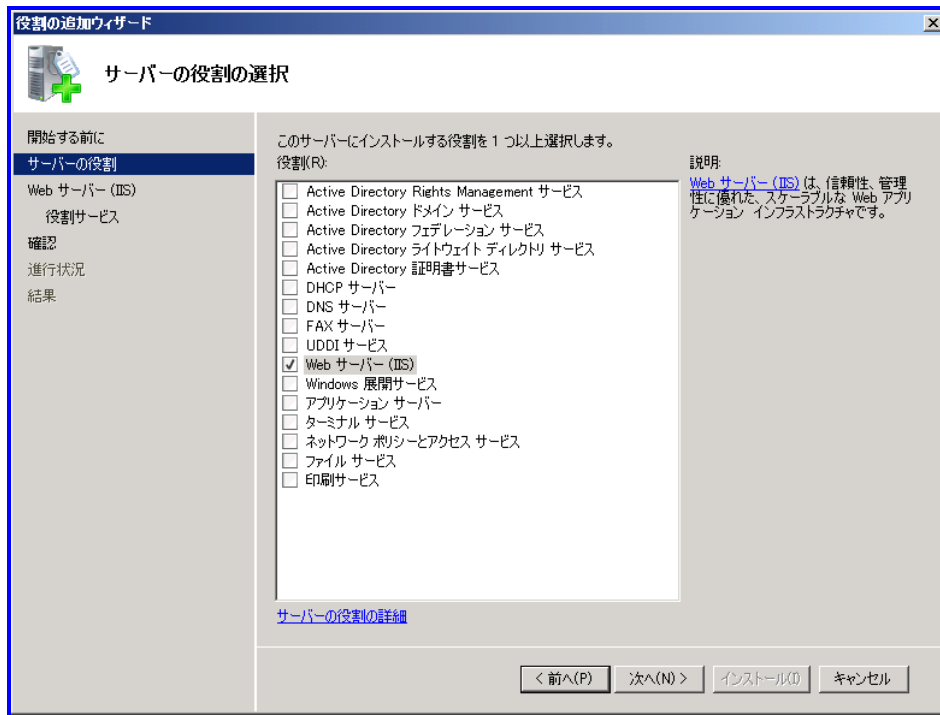 役割の追加ウィザード
サーバーの役割の選択
開始する前に
サーバーの役割
Web サーバー (IIS)
役割サービス
確認
進行状況
結果
このサーバーにインストールする役割を 1 つ以上選択します。
役割(R):
Active Directory Rights Management サービス
Active Directory ドメイン サービス
Active Directory フェデレーション サービス
Active Directory ライトウェイト ディレクトリ サービス
Active Directory 証明書サービス
DHCP サーバー
DNS サーバー
FAX サーバー
UDDI サービス
Web サーバー (IIS)
Windows 展開サービス
アプリケーション サーバー
ターミナル サービス
ネットワーク ポリシーとアクセス サービス
ファイル サービス
印刷サービス
サーバーの役割の詳細
説明:
Web サーバー (IIS) は、信頼性、管理
性に優れた、スケーラブルな Web アプリ
ケーション インフラストラクチャです。
< 前へ(P)
次へ(N) >
インストール(I)
キャンセル